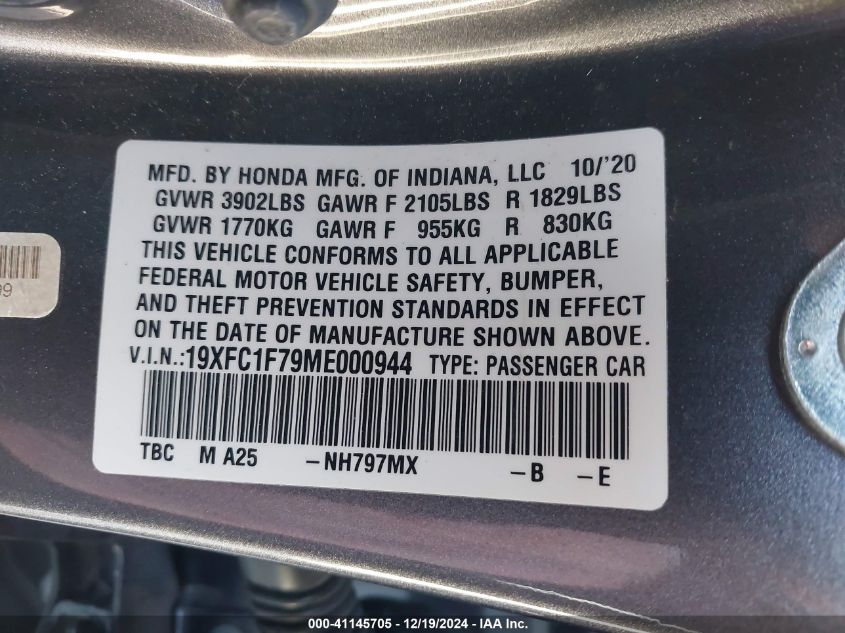 MFD. BY HONDA MFG. OF INDIANA, LLC 10/'20
GVWR 3902LBS GAWR F 2105LBS R 1829LBS
GVWR 1770KG GAWR F 955KG R 830KG
THIS VEHICLE CONFORMS TO ALL APPLICABLE
FEDERAL MOTOR VEHICLE SAFETY, BUMPER,
AND THEFT PREVENTION STANDARDS IN EFFECT
ON THE DATE OF MANUFACTURE SHOWN ABOVE.
V.I.N.:19XFC1F79ME000944 TYPE: PASSENGER CAR
TBC M A25 -NH797MX -B -E
000-41145705 - 12/19/2024 - IAA Inc.